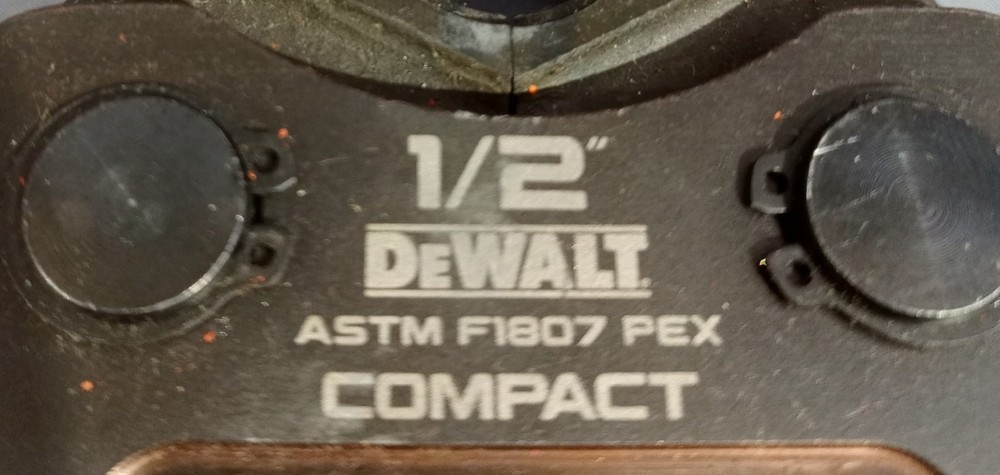 1/2"
DEWALT
ASTM F1807 PEX
COMPACT